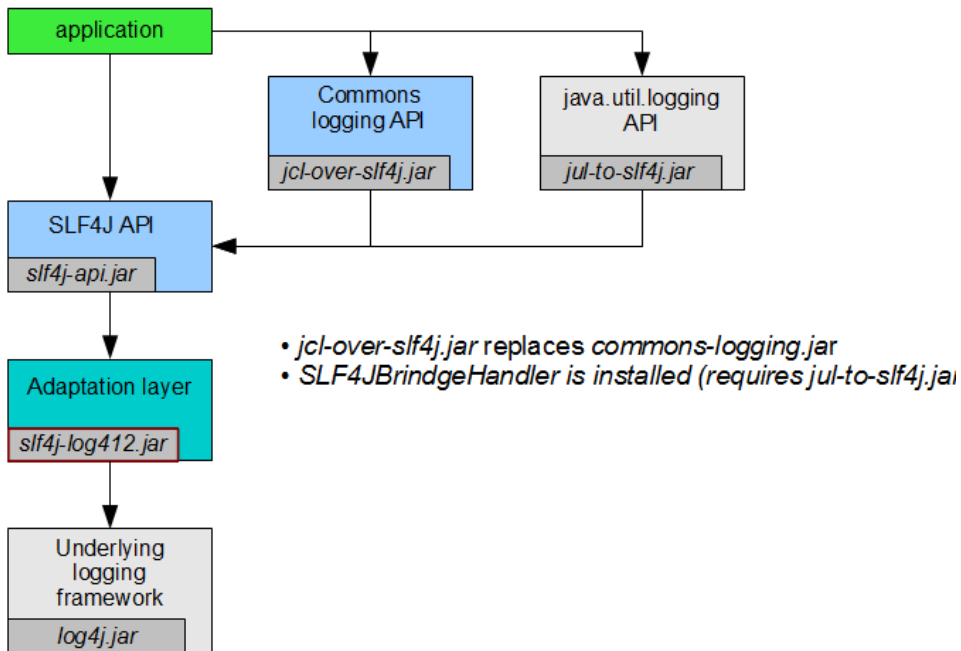 application
Commons
logging API
jcl-over-slf4j.jar
java.util.logging
API
jul-to-slf4j.jar
SLF4J API
slf4j-api.jar
• jcl-over-slf4j.jar replaces commons-logging.jar
• SLF4JBrindgeHandler is installed (requires jul-to-slf4j.jar
Adaptation layer
slf4j-log412.jar
Underlying
logging
framework
log4j.jar